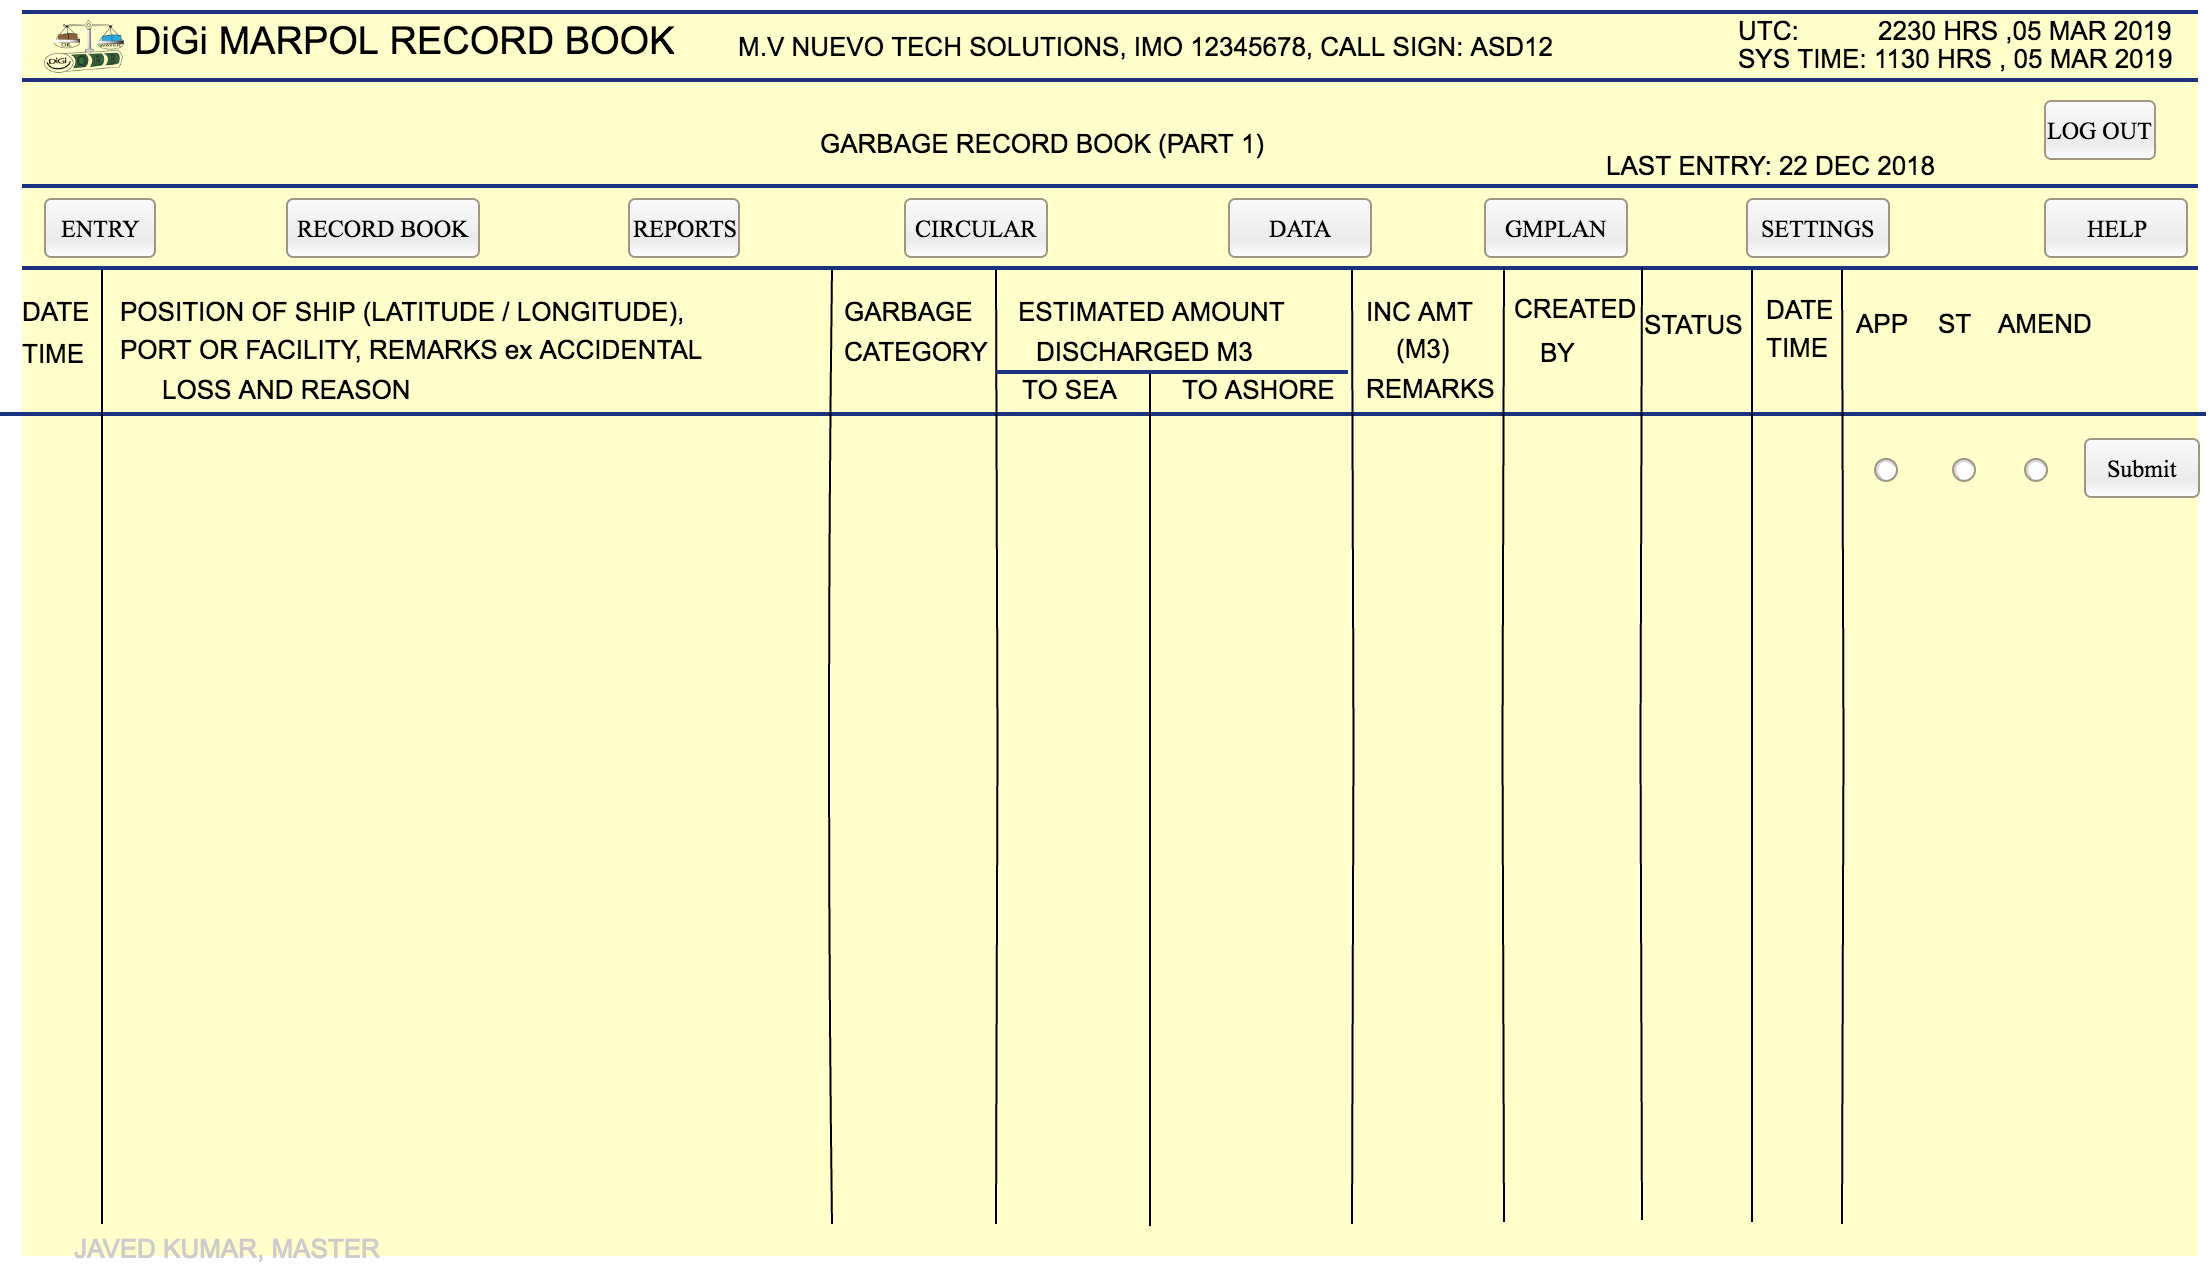 DiGi MARPOL RECORD BOOK
M.V NUEVO TECH SOLUTIONS, IMO 12345678, CALL SIGN: ASD12
UTC: 2230 HRS ,05 MAR 2019
SYS TIME: 1130 HRS , 05 MAR 2019
OIL
WATER
DiGi
GARBAGE RECORD BOOK (PART 1)
LAST ENTRY: 22 DEC 2018
LOG OUT
ENTRY
RECORD BOOK
REPORTS
CIRCULAR
DATA
GMPLAN
SETTINGS
HELP
DATE
TIME
POSITION OF SHIP (LATITUDE / LONGITUDE),
PORT OR FACILITY, REMARKS ex ACCIDENTAL
LOSS AND REASON
GARBAGE
CATEGORY
ESTIMATED AMOUNT
DISCHARGED M3
TO SEA
TO ASHORE
INC AMT
(M3)
REMARKS
CREATED
BY
STATUS
DATE
TIME
APP
ST
AMEND
Submit
JAVED KUMAR, MASTER